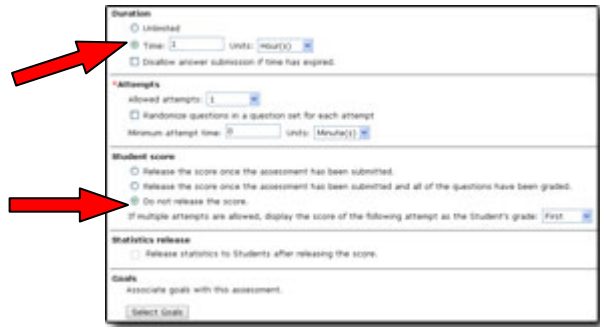 Duration
Unlimited
Time: 1 Units: Hour(s)
Disallow answer submission if time has expired.
*Attempts
Allowed attempts: 1
Randomize questions in a question set for each attempt
Minimum attempt time: 0 Units: Minute(s)
Student score
Release the score once the assessment has been submitted.
Release the score once the assessment has been submitted and all of the questions have been graded.
Do not release the score.
If multiple attempts are allowed, display the score of the following attempt as the Student's grade: First
Statistics release
Release statistics to Students after releasing the score.
Goals
Associate goals with this assessment.
Select Goals